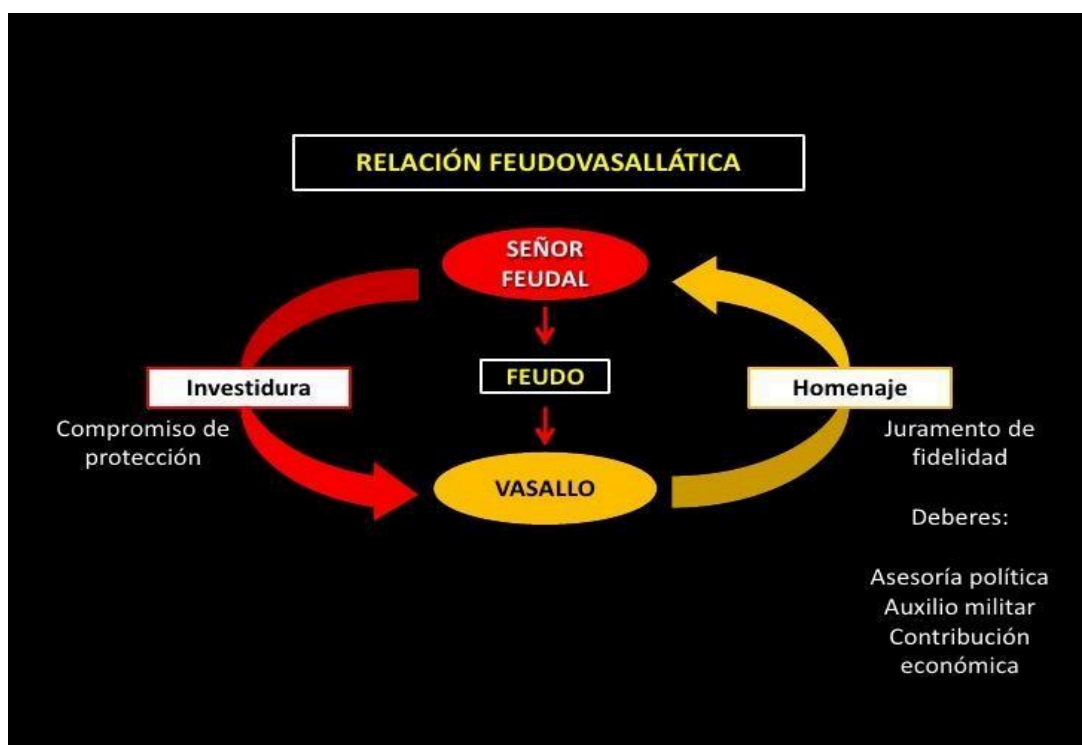 RELACIÓN FEUDOVASALLÁTICA
SEÑOR
FEUDAL
FEUDO
VASALLO
Investidura
Compromiso de
protección
Homenaje
Juramento de
fidelidad
Deberes:
Asesoría política
Auxilio militar
Contribución
económica